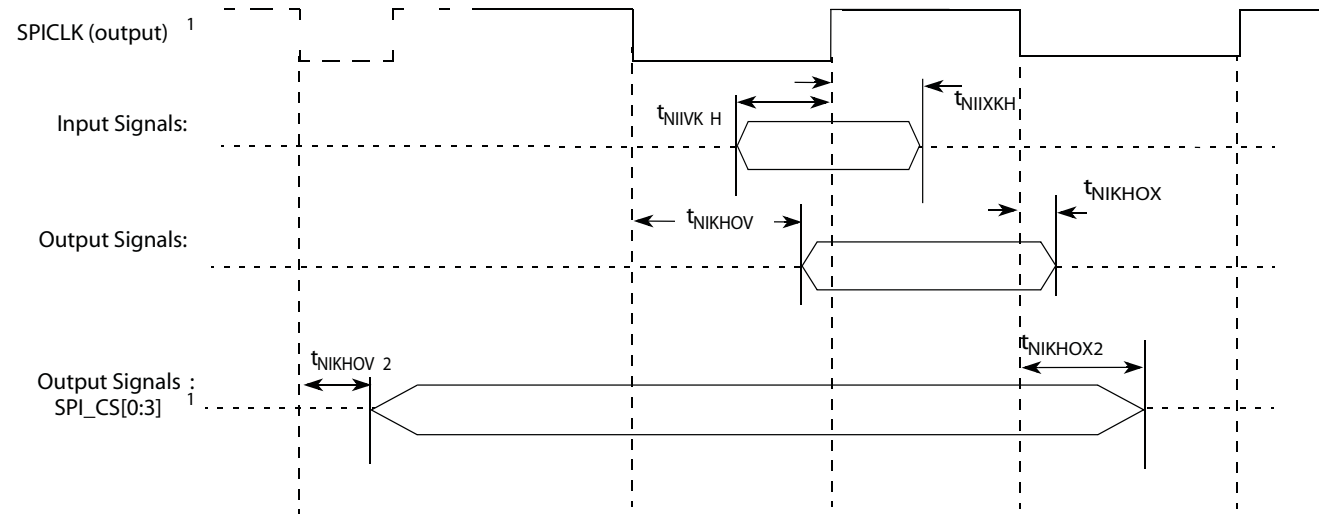 SPICLK (output) 1
Input Signals:
tNIIVK H
tNIIXKH
Output Signals:
tNIKHOV
tNIKHOX
Output Signals :
SPI_CS[0:3] 1
tNIKHOV 2
tNIKHOX2